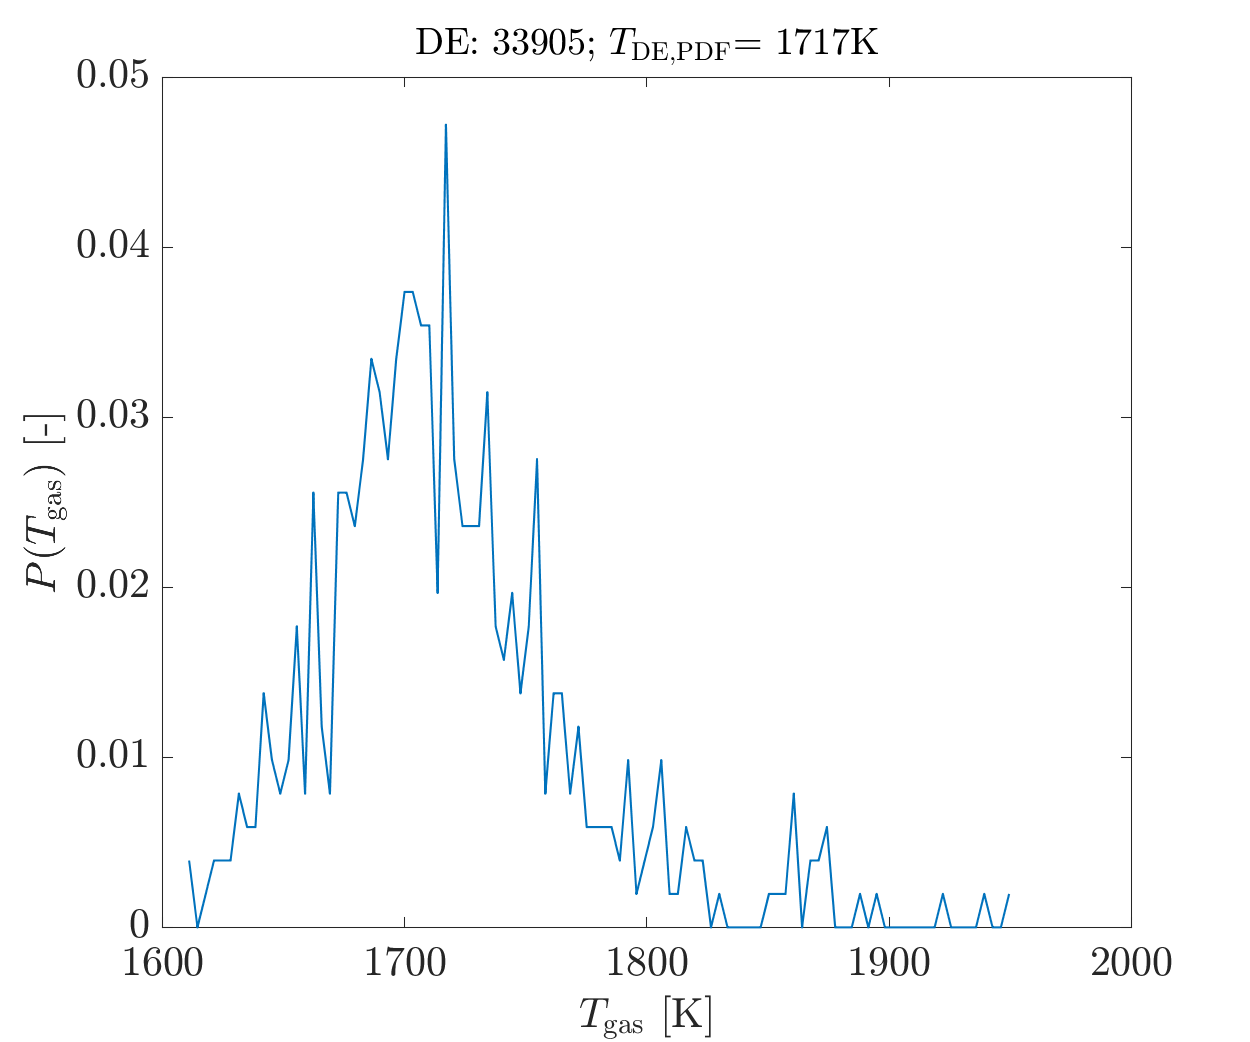 DE: 33905; T_DE,PDF= 1717K
0.05
0.04
0.03
0.02
0.01
0
P(T_gas) [-]
1600 1700 1800 1900 2000
T_gas [K]